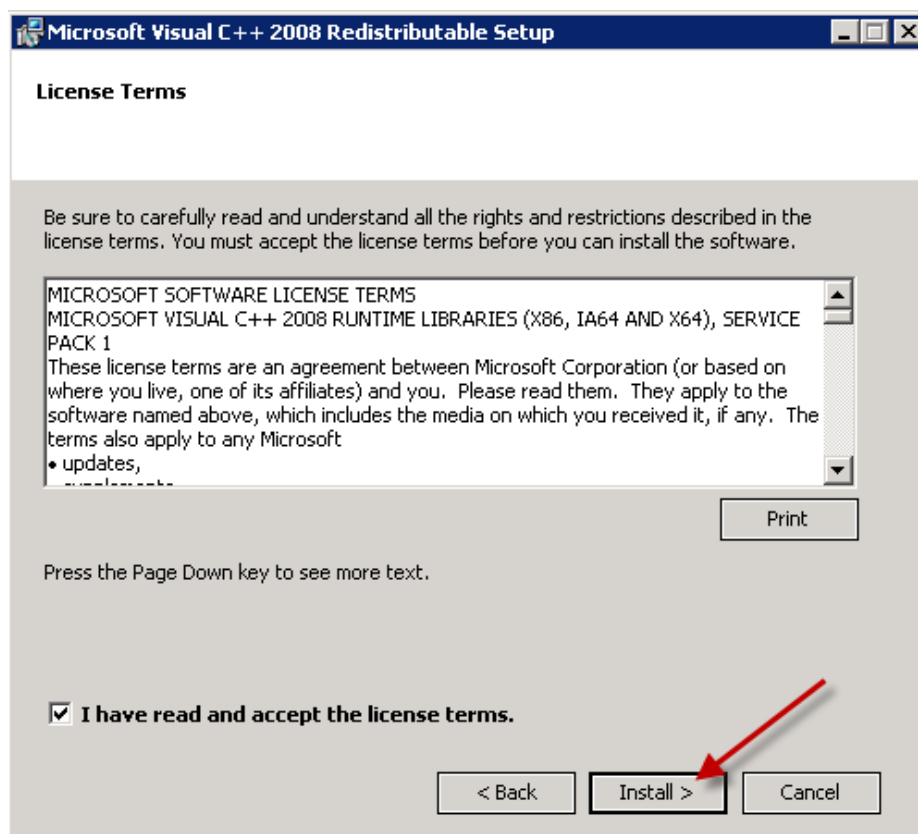 Microsoft Visual C++ 2008 Redistributable Setup
License Terms
Be sure to carefully read and understand all the rights and restrictions described in the
license terms. You must accept the license terms before you can install the software.
MICROSOFT SOFTWARE LICENSE TERMS
MICROSOFT VISUAL C++ 2008 RUNTIME LIBRARIES (X86, IA64 AND X64), SERVICE
PACK 1
These license terms are an agreement between Microsoft Corporation (or based on
where you live, one of its affiliates) and you.  Please read them.  They apply to the
software named above, which includes the media on which you received it, if any.  The
terms also apply to any Microsoft
• updates,
Print
Press the Page Down key to see more text.
I have read and accept the license terms.
< Back
Install >
Cancel